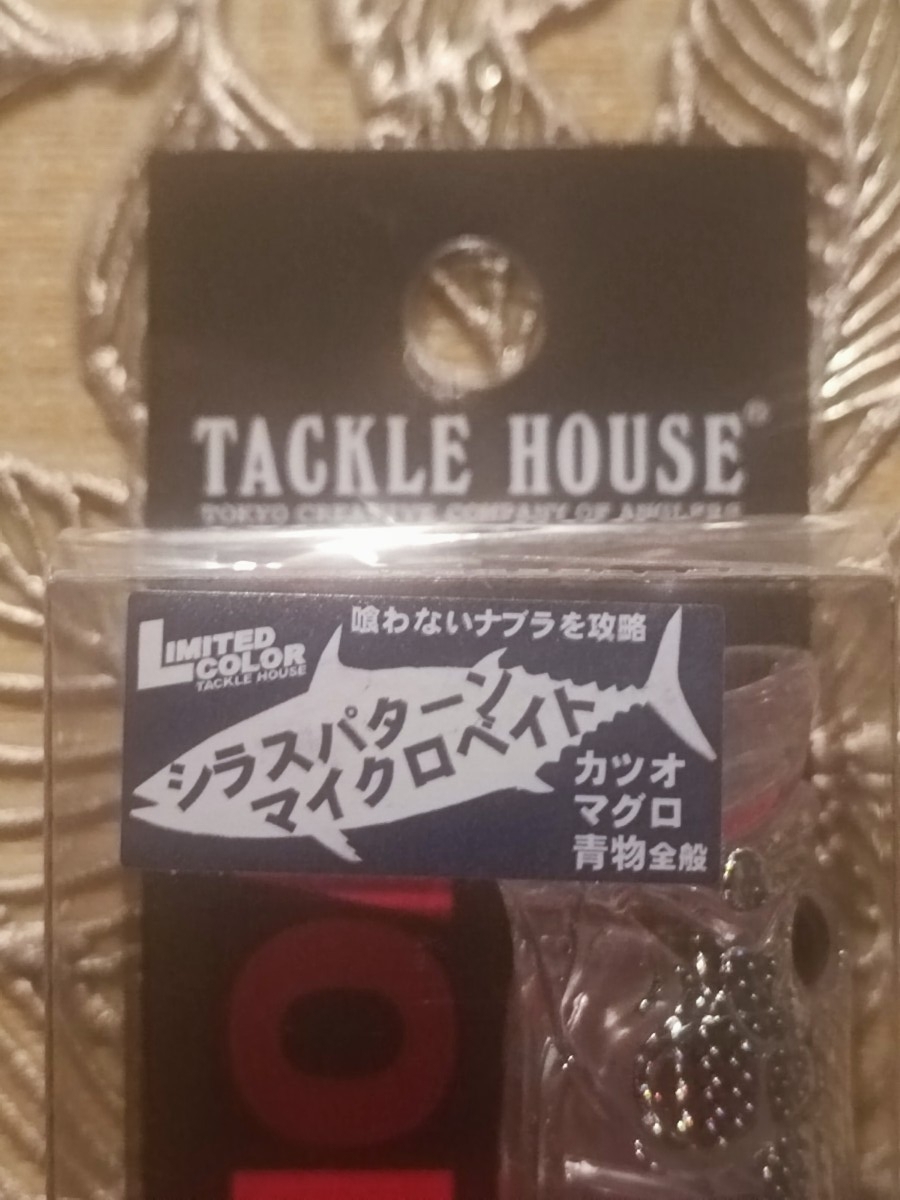 TACKLE HOUSE®
TOKYO CREATIVE COMPANY OF ANGLERS
LIMITED
COLOR
TACKLE HOUSE
喰わないナブラを攻略
シラスパターン
マイクロベイト
カツオ
マグロ
青物全般